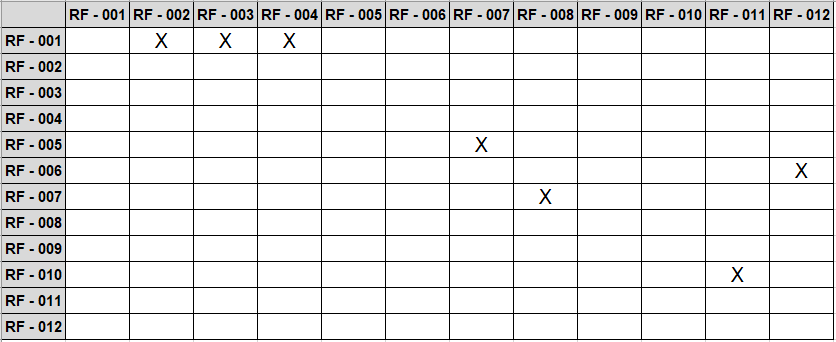 RF - 001 RF - 002 RF - 003 RF - 004 RF - 005 RF - 006 RF - 007 RF - 008 RF - 009 RF - 010 RF - 011 RF - 012
RF - 001 X X X
RF - 002
RF - 003
RF - 004
RF - 005 X
RF - 006 X
RF - 007 X
RF - 008
RF - 009
RF - 010 X
RF - 011
RF - 012